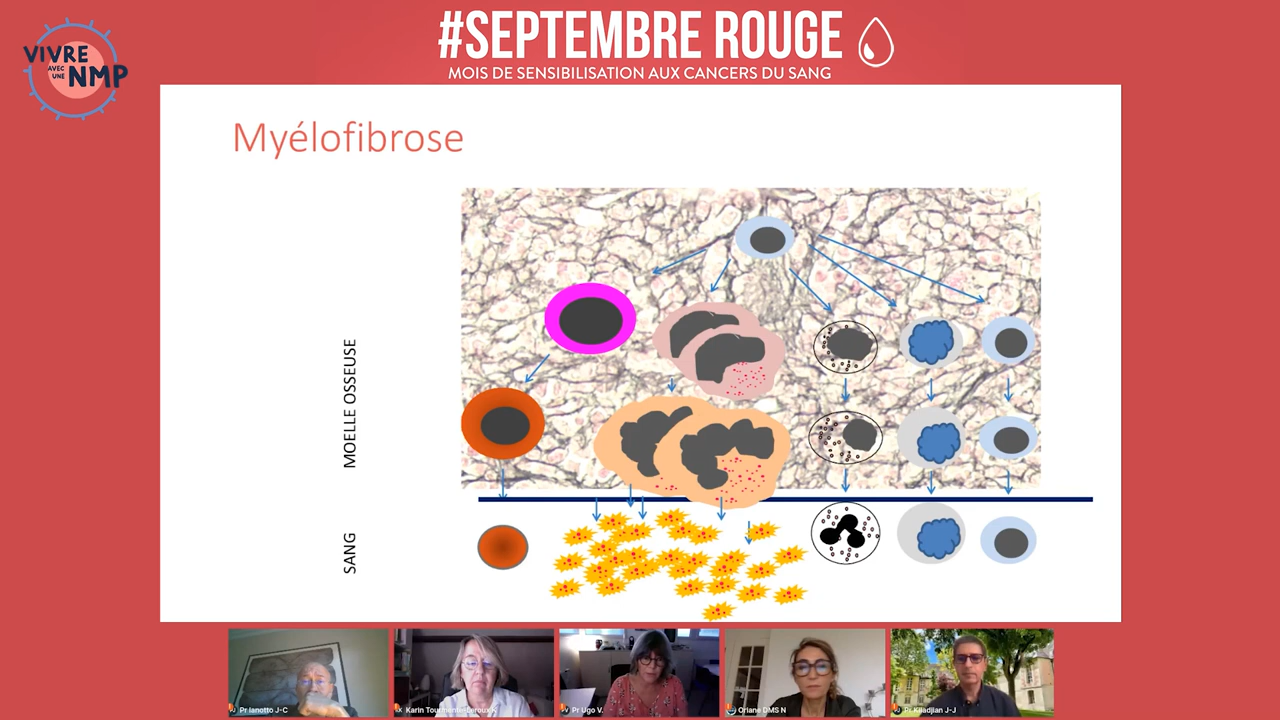 VIVRE
AVEC
UNE
NMP
#SEPTEMBRE ROUGE
MOIS DE SENSIBILISATION AUX CANCERS DU SANG
Myélofibrose
MOELLE OSSEUSE
SANG
Pr Ianotto J-C
Karin
Pr Ugo V.
Oriane DMS N
Pr Kiladjian J-J